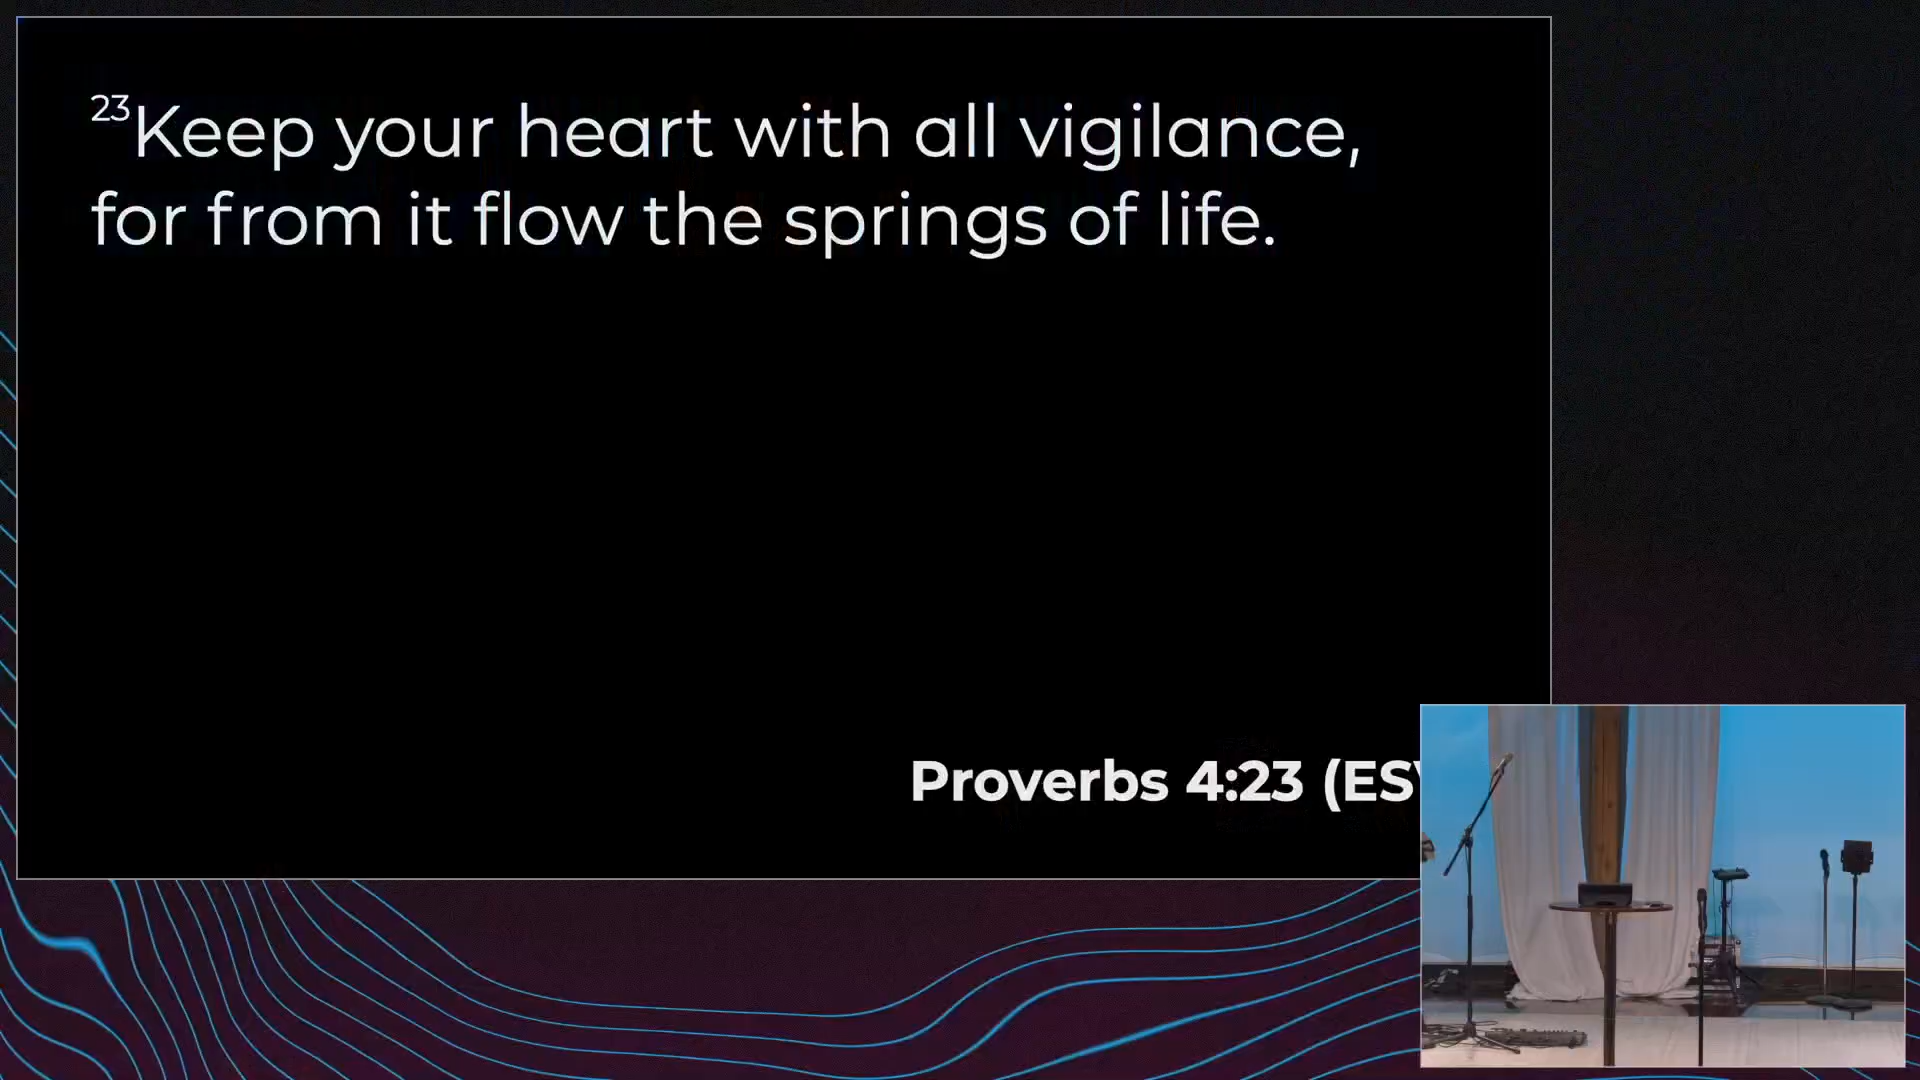 23Keep your heart with all vigilance,
for from it flow the springs of life.
Proverbs 4:23 (ES